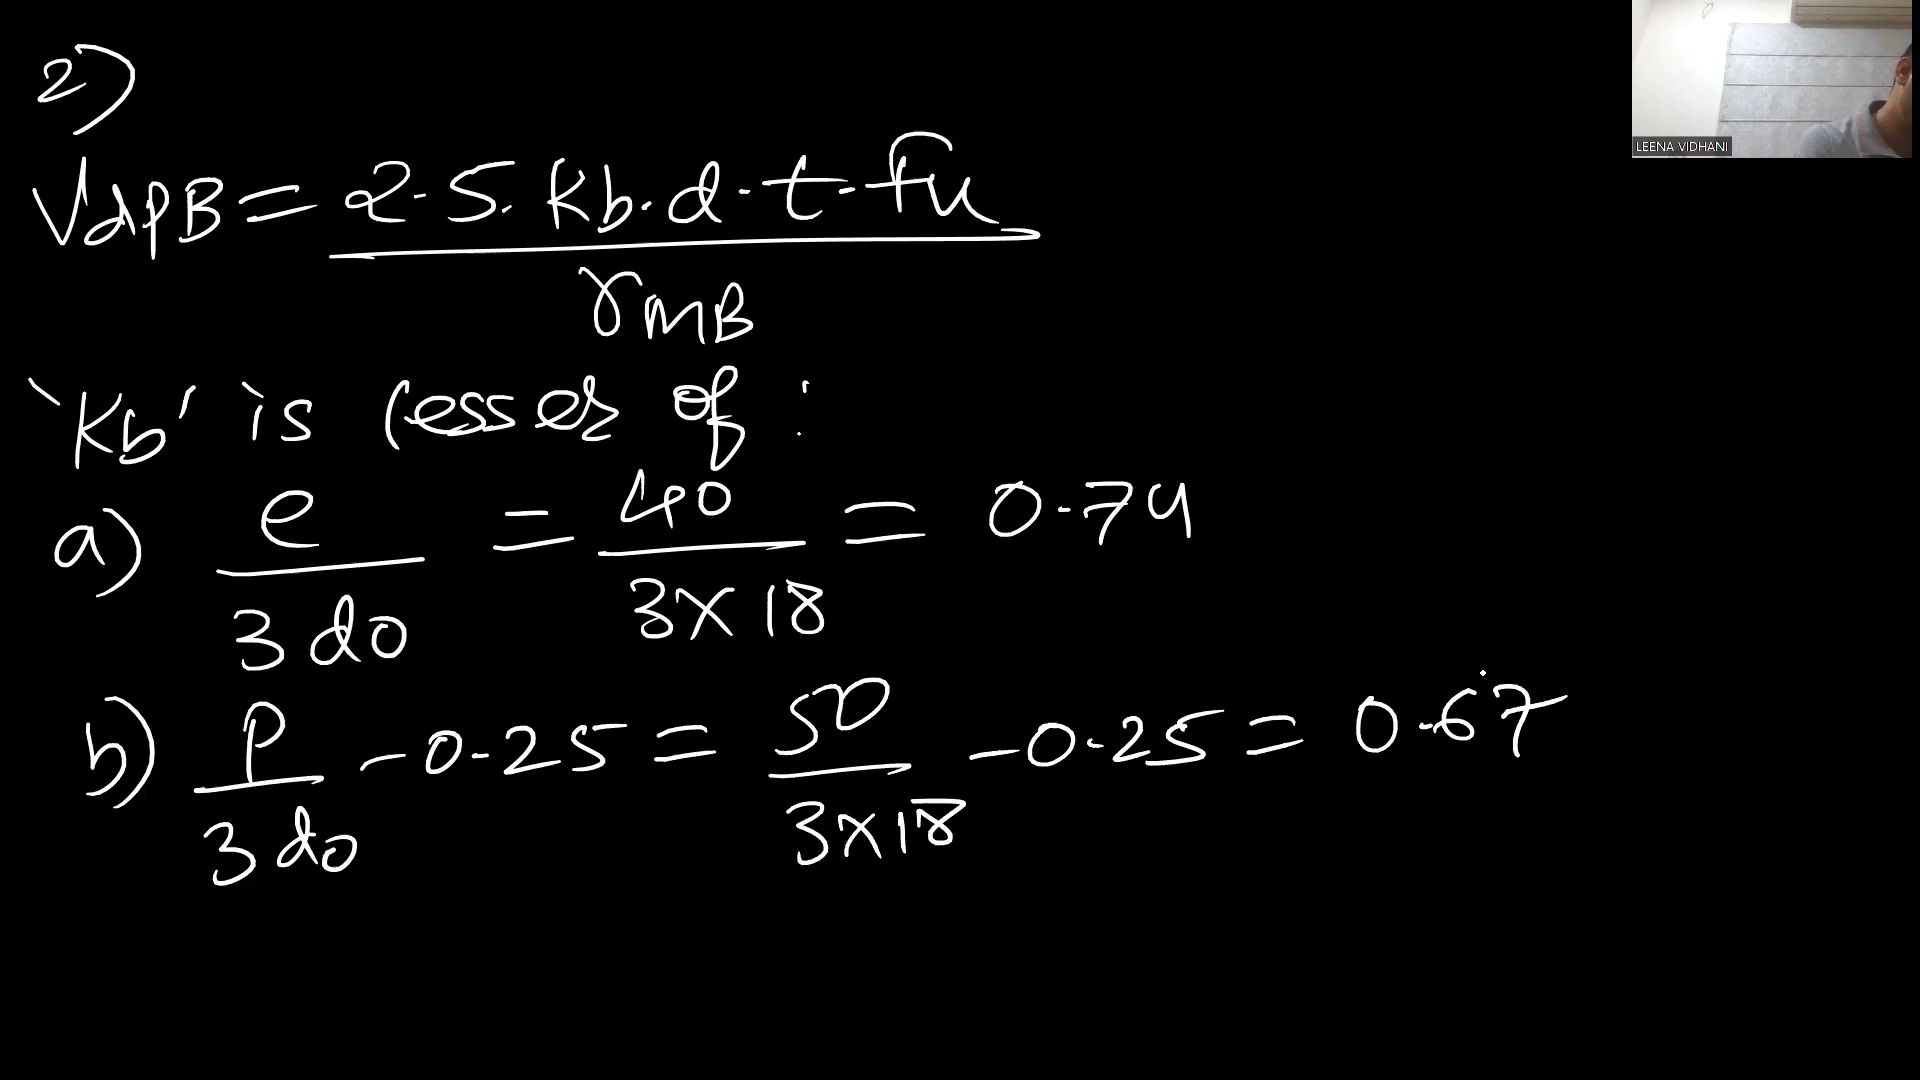 2)
VdpB = 2.5. Kb. d. t. fu / γmB
'Kb' is lesser of :
a) e / 3do = 40 / 3x18 = 0.74
b) P / 3do - 0.25 = 50 / 3x18 - 0.25 = 0.67
LEENA VIDHANI